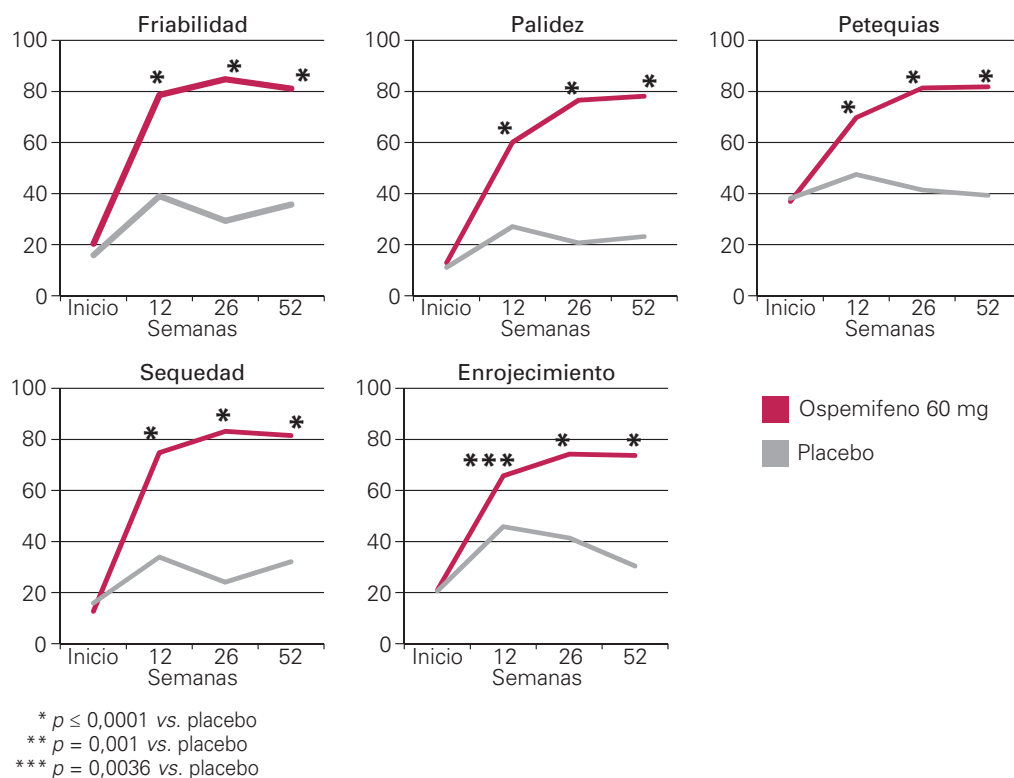 Friabilidad
100
80
60
40
20
0
* * *
Inicio 12 26 52
Semanas
Palidez
100
80
60
40
20
0
* * *
Inicio 12 26 52
Semanas
Petequias
100
80
60
40
20
0
* * *
Inicio 12 26 52
Semanas
Sequedad
100
80
60
40
20
0
* * *
Inicio 12 26 52
Semanas
Enrojecimiento
100
80
60
40
20
0
*** * *
Inicio 12 26 52
Semanas
Ospemifeno 60 mg
Placebo
* p ≤ 0,0001 vs. placebo
** p = 0,001 vs. placebo
*** p = 0,0036 vs. placebo